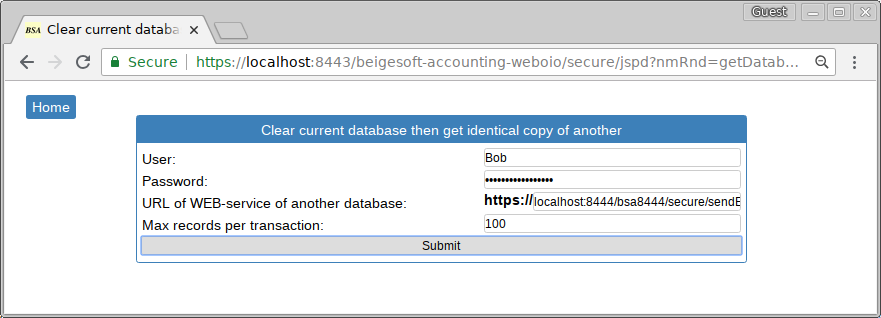 Guest
BSA Clear current databa
Secure https://localhost:8443/beigesoft-accounting-weboio/secure/jspd?nmRnd=getDatab...
Home
Clear current database then get identical copy of another
User: Bob
Password: •••••••••••••••••
URL of WEB-service of another database: https://localhost:8444/bsa8444/secure/sendE
Max records per transaction: 100
Submit